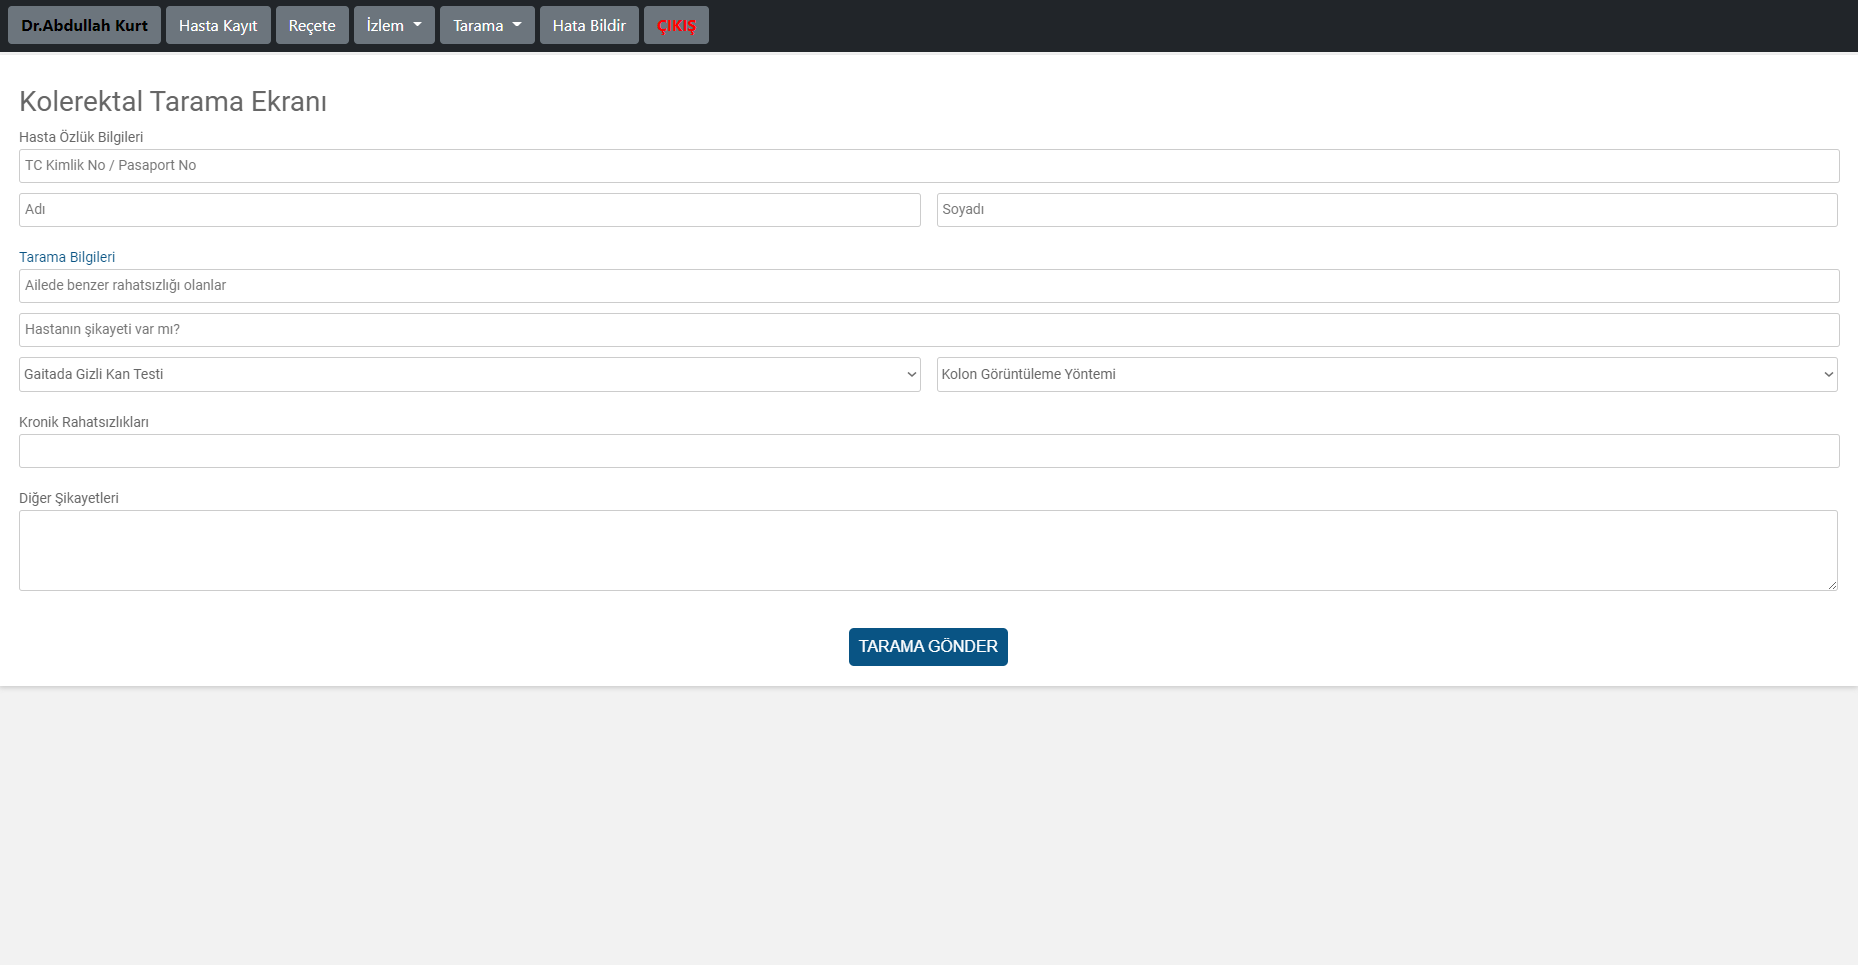 Dr.Abdullah Kurt Hasta Kayıt Reçete İzlem Tarama Hata Bildir ÇIKIŞ
Kolerektal Tarama Ekranı
Hasta Özlük Bilgileri
TC Kimlik No / Pasaport No
Adı Soyadı
Tarama Bilgileri
Ailede benzer rahatsızlığı olanlar
Hastanın şikayeti var mı?
Gaitada Gizli Kan Testi Kolon Görüntüleme Yöntemi
Kronik Rahatsızlıkları
Diğer Şikayetleri
TARAMA GÖNDER